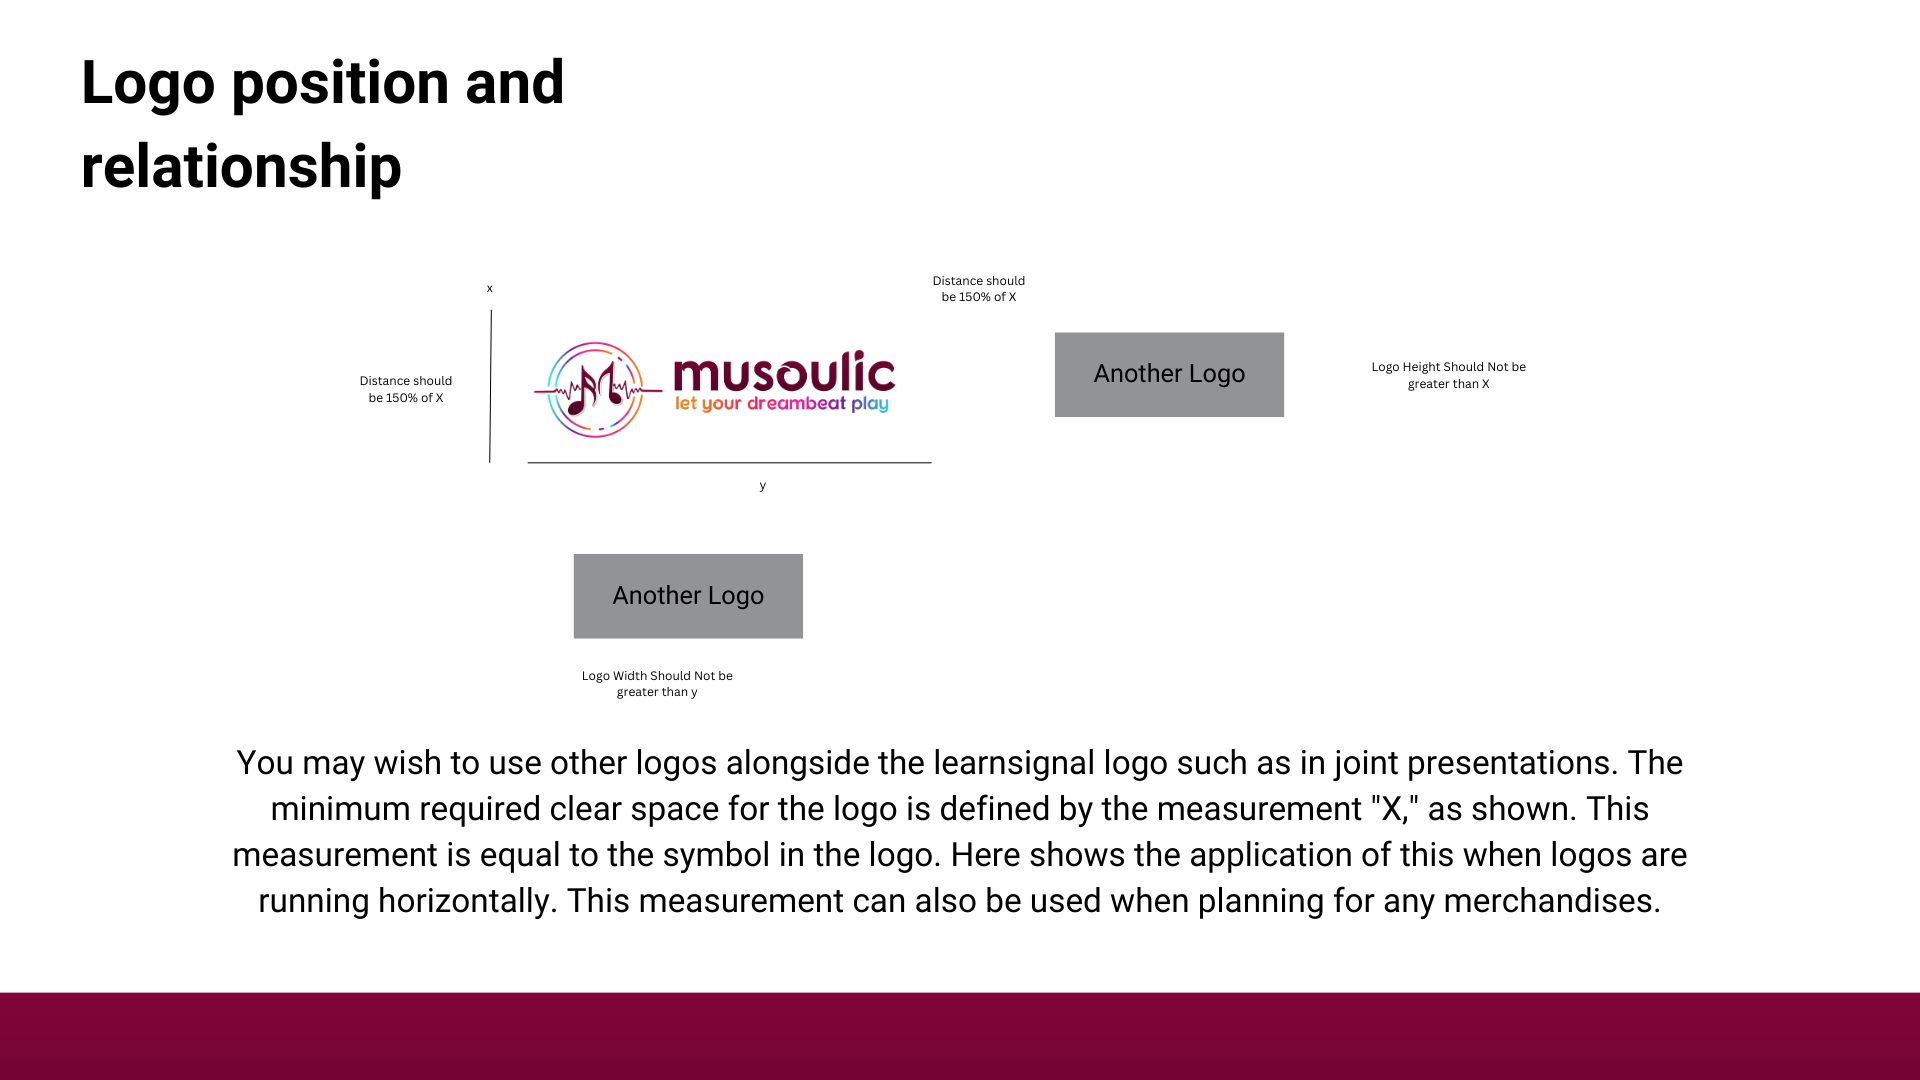 Logo position and
relationship
x
Distance should
be 150% of X
Distance should
be 150% of X
musoulic
let your dreambeat play
Another Logo
Logo Height Should Not be
greater than X
y
Another Logo
Logo Width Should Not be
greater than y
You may wish to use other logos alongside the learnsignal logo such as in joint presentations. The
minimum required clear space for the logo is defined by the measurement "X," as shown. This
measurement is equal to the symbol in the logo. Here shows the application of this when logos are
running horizontally. This measurement can also be used when planning for any merchandises.